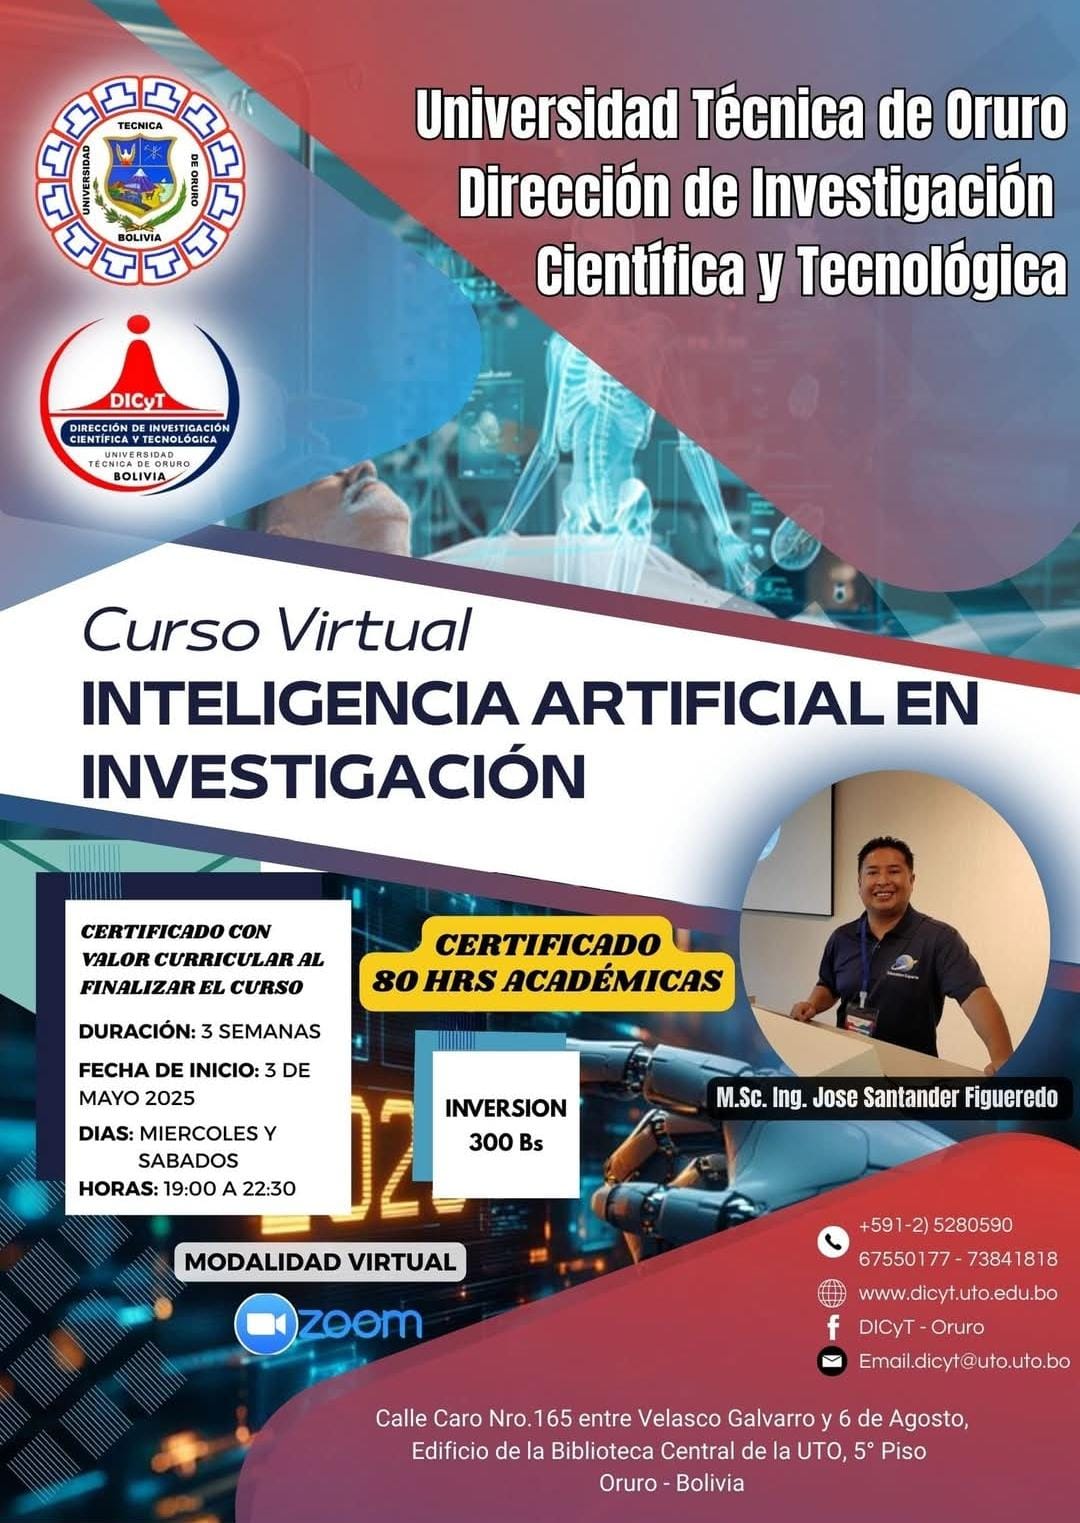 Universidad Técnica de Oruro
Dirección de Investigación
Científica y Tecnológica
TECNICA
UNIVERSIDAD
DE ORURO
BOLIVIA
DICyT
DIRECCIÓN DE INVESTIGACIÓN
CIENTÍFICA Y TECNOLÓGICA
UNIVERSIDAD
TÉCNICA DE ORURO
BOLIVIA
Curso Virtual
INTELIGENCIA ARTIFICIAL EN
INVESTIGACIÓN
CERTIFICADO CON
VALOR CURRICULAR AL
FINALIZAR EL CURSO
DURACIÓN: 3 SEMANAS
FECHA DE INICIO: 3 DE
MAYO 2025
DIAS: MIERCOLES Y
SABADOS
HORAS: 19:00 A 22:30
CERTIFICADO
80 HRS ACADÉMICAS
INVERSION
300 Bs
M.Sc. Ing. Jose Santander Figueredo
MODALIDAD VIRTUAL
zoom
+591-2) 5280590
67550177 - 73841818
www.dicyt.uto.edu.bo
DICyT - Oruro
Email.dicyt@uto.uto.bo
Calle Caro Nro.165 entre Velasco Galvarro y 6 de Agosto,
Edificio de la Biblioteca Central de la UTO, 5° Piso
Oruro - Bolivia